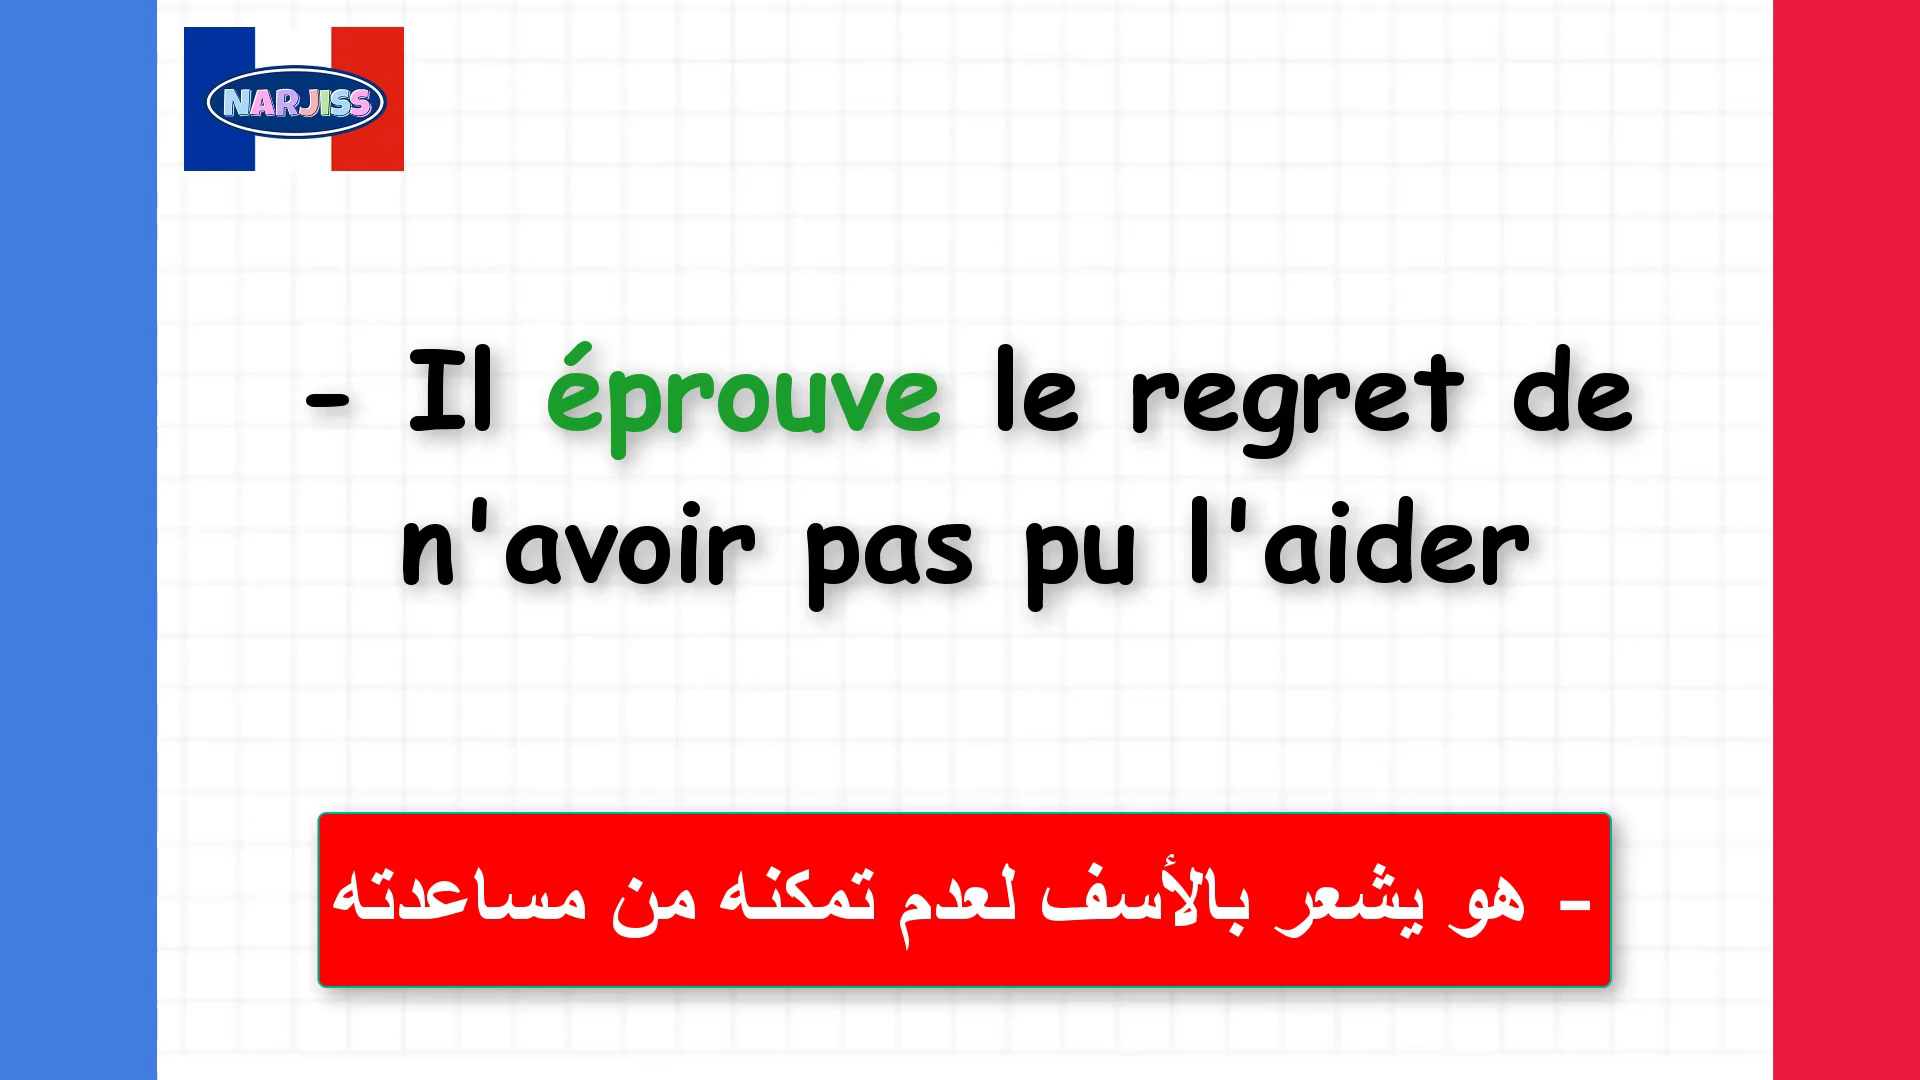 NARJISS
- Il éprouve le regret de
n'avoir pas pu l'aider
- هو يشعر بالأسف لعدم تمكنه من مساعدته